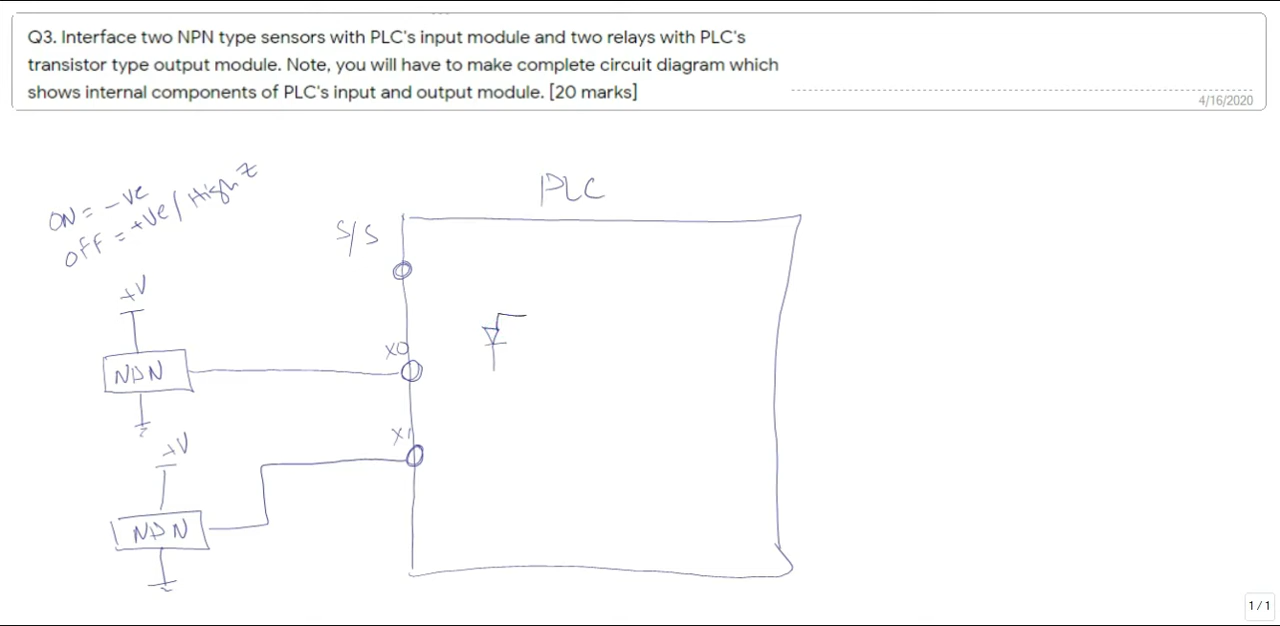 Q3. Interface two NPN type sensors with PLC's input module and two relays with PLC's
transistor type output module. Note, you will have to make complete circuit diagram which
shows internal components of PLC's input and output module. [20 marks]
4/16/2020
ON = -ve
OFF = +ve / High Z
PLC
S/S
+V
X0
NPN
X1
+V
NPN
1 / 1